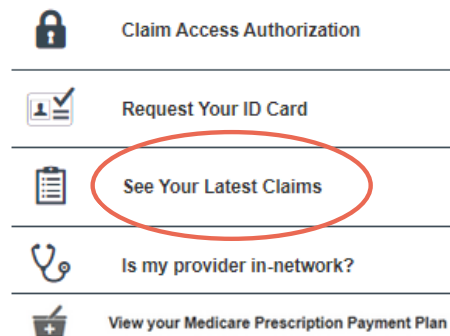 Claim Access Authorization
Request Your ID Card
See Your Latest Claims
Is my provider in-network?
View your Medicare Prescription Payment Plan